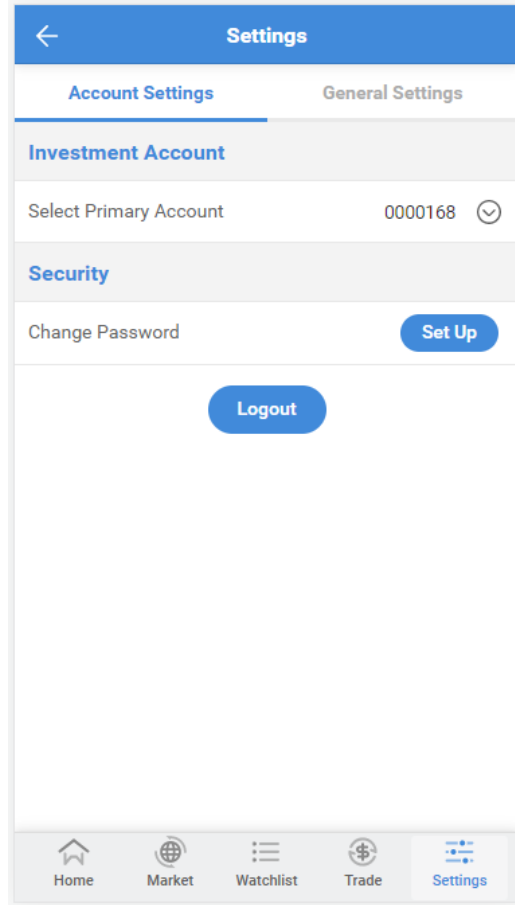 Settings
Account Settings General Settings
Investment Account
Select Primary Account 0000168
Security
Change Password Set Up
Logout
Home Market Watchlist Trade Settings